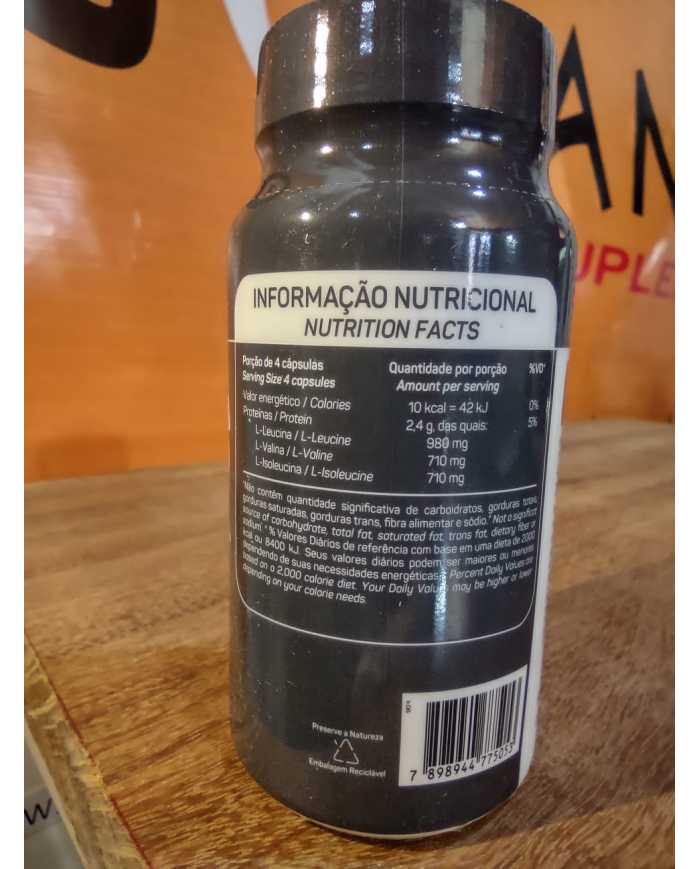 AN
UPLE
INFORMAÇÃO NUTRICIONAL
NUTRITION FACTS
Porção de 4 cápsulas
Serving Size 4 capsules
Quantidade por porção
Amount per serving
%VD*
Valor energético / Calories 10 kcal = 42 kJ 0%
Proteínas / Protein 2,4 g, das quais: 5%
L-Leucina / L-Leucine 980 mg
L-Valina / L-Valine 710 mg
L-Isoleucina / L-Isoleucine 710 mg
"Não contém quantidade significativa de carboidratos, gorduras totais,
gorduras saturadas, gorduras trans, fibra alimentar e sódio." Not a significant
source of carbohydrate, total fat, saturated fat, trans fat, dietary fiber or
sodium. * % Valores Diários de referência com base em uma dieta de 2000
kcal ou 8400 kJ. Seus valores diários podem ser maiores ou menores
dependendo de suas necessidades energéticas. Percent Daily Values are
based on a 2,000 calorie diet. Your Daily Values may be higher or lower
depending on your calorie needs.
Preserve a Natureza
Embalagem Reciclável
7 898944 775053
w.